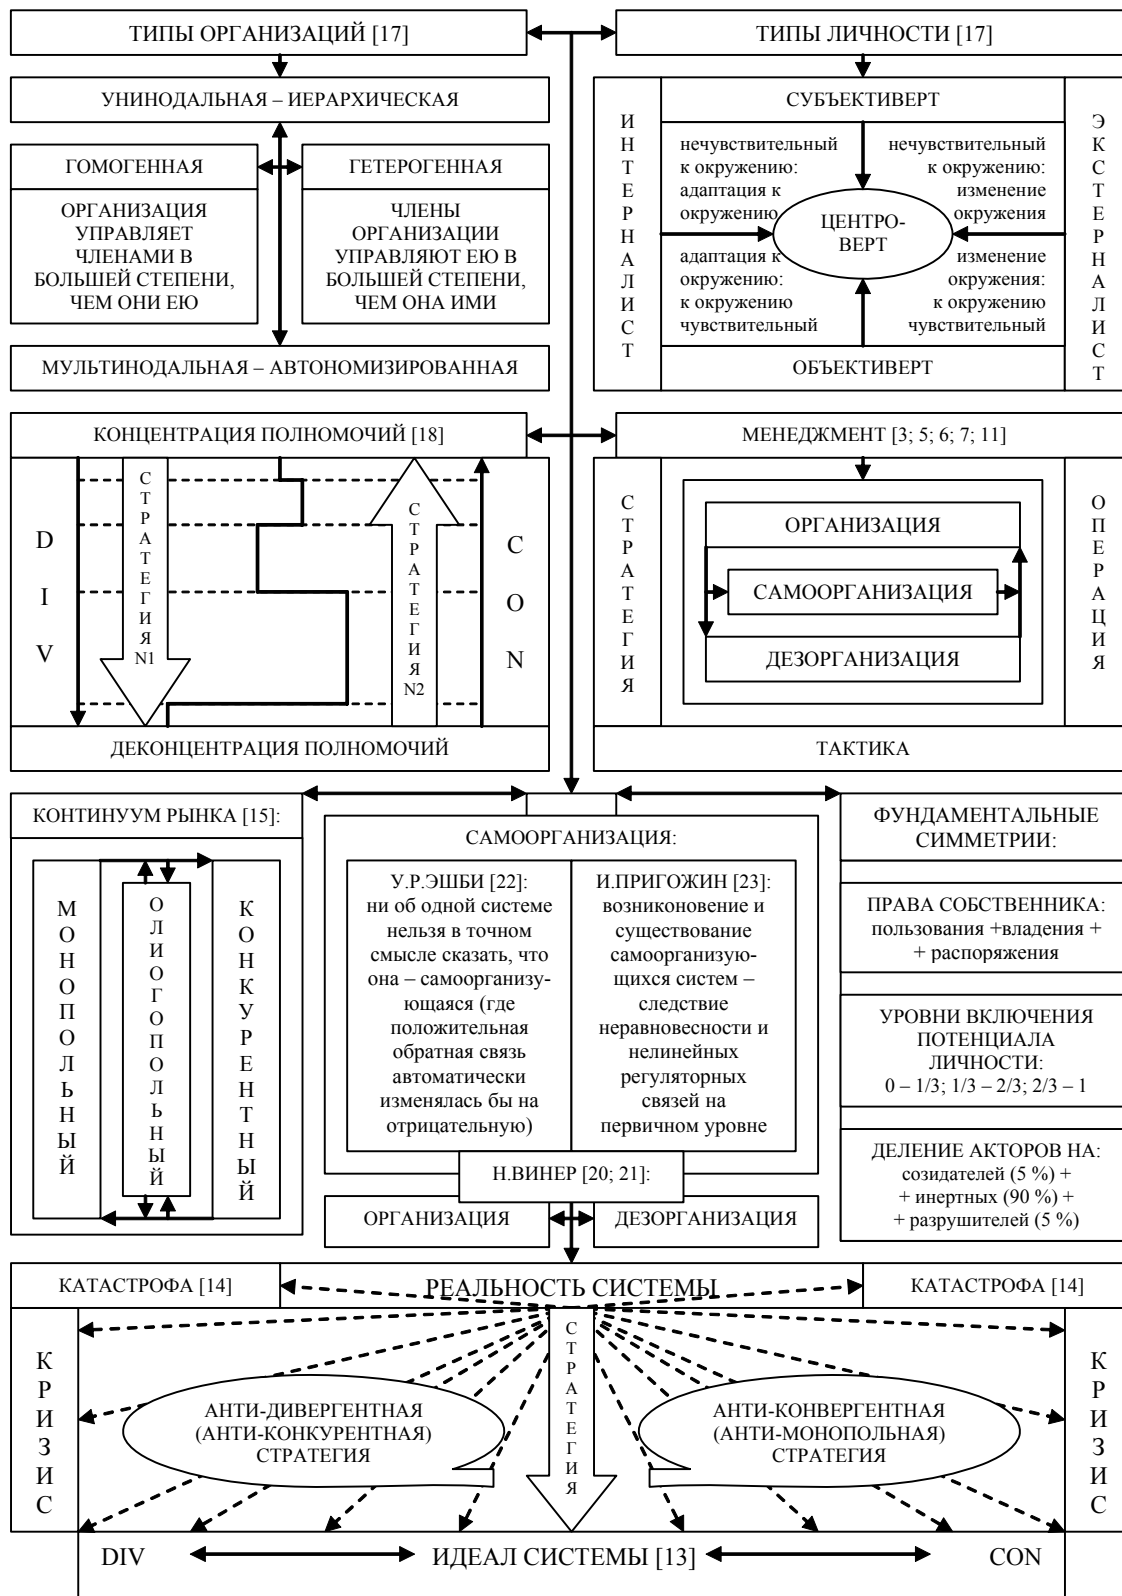 ТИПЫ ОРГАНИЗАЦИЙ [17]
ТИПЫ ЛИЧНОСТИ [17]
УНИНОДАЛЬНАЯ – ИЕРАРХИЧЕСКАЯ
ГОМОГЕННАЯ
ОРГАНИЗАЦИЯ
УПРАВЛЯЕТ
ЧЛЕНАМИ В
БОЛЬШЕЙ СТЕПЕНИ,
ЧЕМ ОНИ ЕЮ
ГЕТЕРОГЕННАЯ
ЧЛЕНЫ
ОРГАНИЗАЦИИ
УПРАВЛЯЮТ ЕЮ В
БОЛЬШЕЙ СТЕПЕНИ,
ЧЕМ ОНА ИМИ
МУЛЬТИНОДАЛЬНАЯ – АВТОНОМИЗИРОВАННАЯ
ИНТЕРНАЛИСТ
СУБЪЕКТИВЕРТ
нечувствительный
к окружению:
адаптация к
окружению
нечувствительный
к окружению:
изменение
окружения
ЦЕНТРО-
ВЕРТ
адаптация к
окружению:
к окружению
чувствительный
изменение
окружения:
к окружению
чувствительный
ОБЪЕКТИВЕРТ
ЭКСТЕРНАЛИСТ
КОНЦЕНТРАЦИЯ ПОЛНОМОЧИЙ [18]
DIV
СТРАТЕГИЯ N1
СТРАТЕГИЯ N2
CON
ДЕКОНЦЕНТРАЦИЯ ПОЛНОМОЧИЙ
МЕНЕДЖМЕНТ [3; 5; 6; 7; 11]
СТРАТЕГИЯ
ОРГАНИЗАЦИЯ
САМООРГАНИЗАЦИЯ
ДЕЗОРГАНИЗАЦИЯ
ОПЕРАЦИЯ
ТАКТИКА
КОНТИНУУМ РЫНКА [15]:
МОНОПОЛЬНЫЙ
ОЛИОГОПОЛЬНЫЙ
КОНКУРЕНТНЫЙ
САМООРГАНИЗАЦИЯ:
У.Р.ЭШБИ [22]:
ни об одной системе
нельзя в точном
смысле сказать, что
она – самоорганизу-
ющаяся (где
положительная
обратная связь
автоматически
изменялась бы на
отрицательную)
И.ПРИГОЖИН [23]:
возниконовение и
существование
самоорганизую-
щихся систем –
следствие
неравновесности и
нелинейных
регуляторных
связей на
первичном уровне
Н.ВИНЕР [20; 21]:
ОРГАНИЗАЦИЯ
ДЕЗОРГАНИЗАЦИЯ
ФУНДАМЕНТАЛЬНЫЕ
СИММЕТРИИ:
ПРАВА СОБСТВЕННИКА:
пользования +владения +
+ распоряжения
УРОВНИ ВКЛЮЧЕНИЯ
ПОТЕНЦИАЛА
ЛИЧНОСТИ:
0 – 1/3; 1/3 – 2/3; 2/3 – 1
ДЕЛЕНИЕ АКТОРОВ НА:
созидателей (5 %) +
+ инертных (90 %) +
+ разрушителей (5 %)
КАТАСТРОФА [14]
РЕАЛЬНОСТЬ СИСТЕМЫ
КАТАСТРОФА [14]
КРИЗИС
АНТИ-ДИВЕРГЕНТНАЯ
(АНТИ-КОНКУРЕНТНАЯ)
СТРАТЕГИЯ
СТРАТЕГИЯ
АНТИ-КОНВЕРГЕНТНАЯ
(АНТИ-МОНОПОЛЬНАЯ)
СТРАТЕГИЯ
КРИЗИС
DIV
ИДЕАЛ СИСТЕМЫ [13]
CON